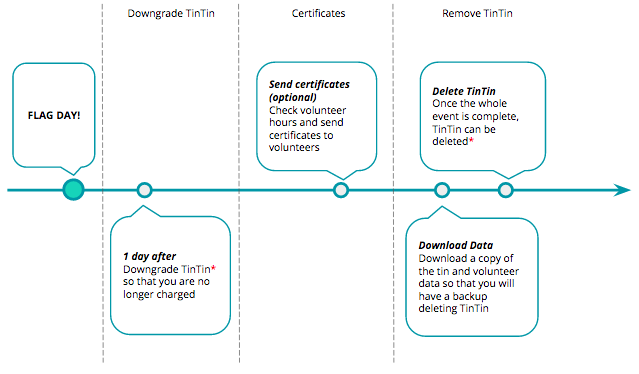 Downgrade TinTin
Certificates
Remove TinTin
FLAG DAY!
Send certificates
(optional)
Check volunteer
hours and send
certificates to
volunteers
Delete TinTin
Once the whole
event is complete,
TinTin can be
deleted*
1 day after
Downgrade TinTin*
so that you are no
longer charged
Download Data
Download a copy of
the tin and volunteer
data so that you will
have a backup
deleting TinTin